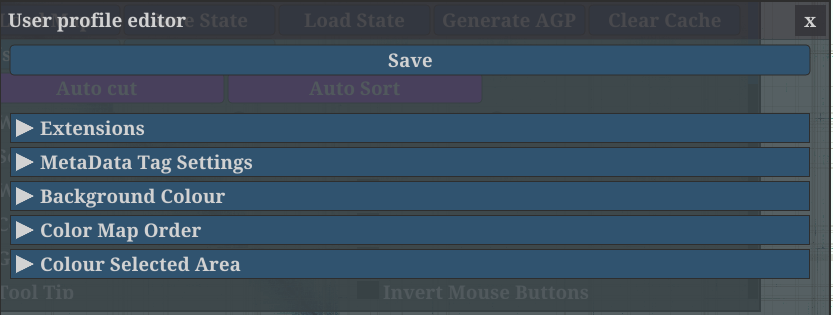 User profile editor
State Load State Generate AGP Clear Cache
x
Save
Auto cut Auto Sort
Extensions
MetaData Tag Settings
Background Colour
Color Map Order
Colour Selected Area
Tool Tip Invert Mouse Buttons